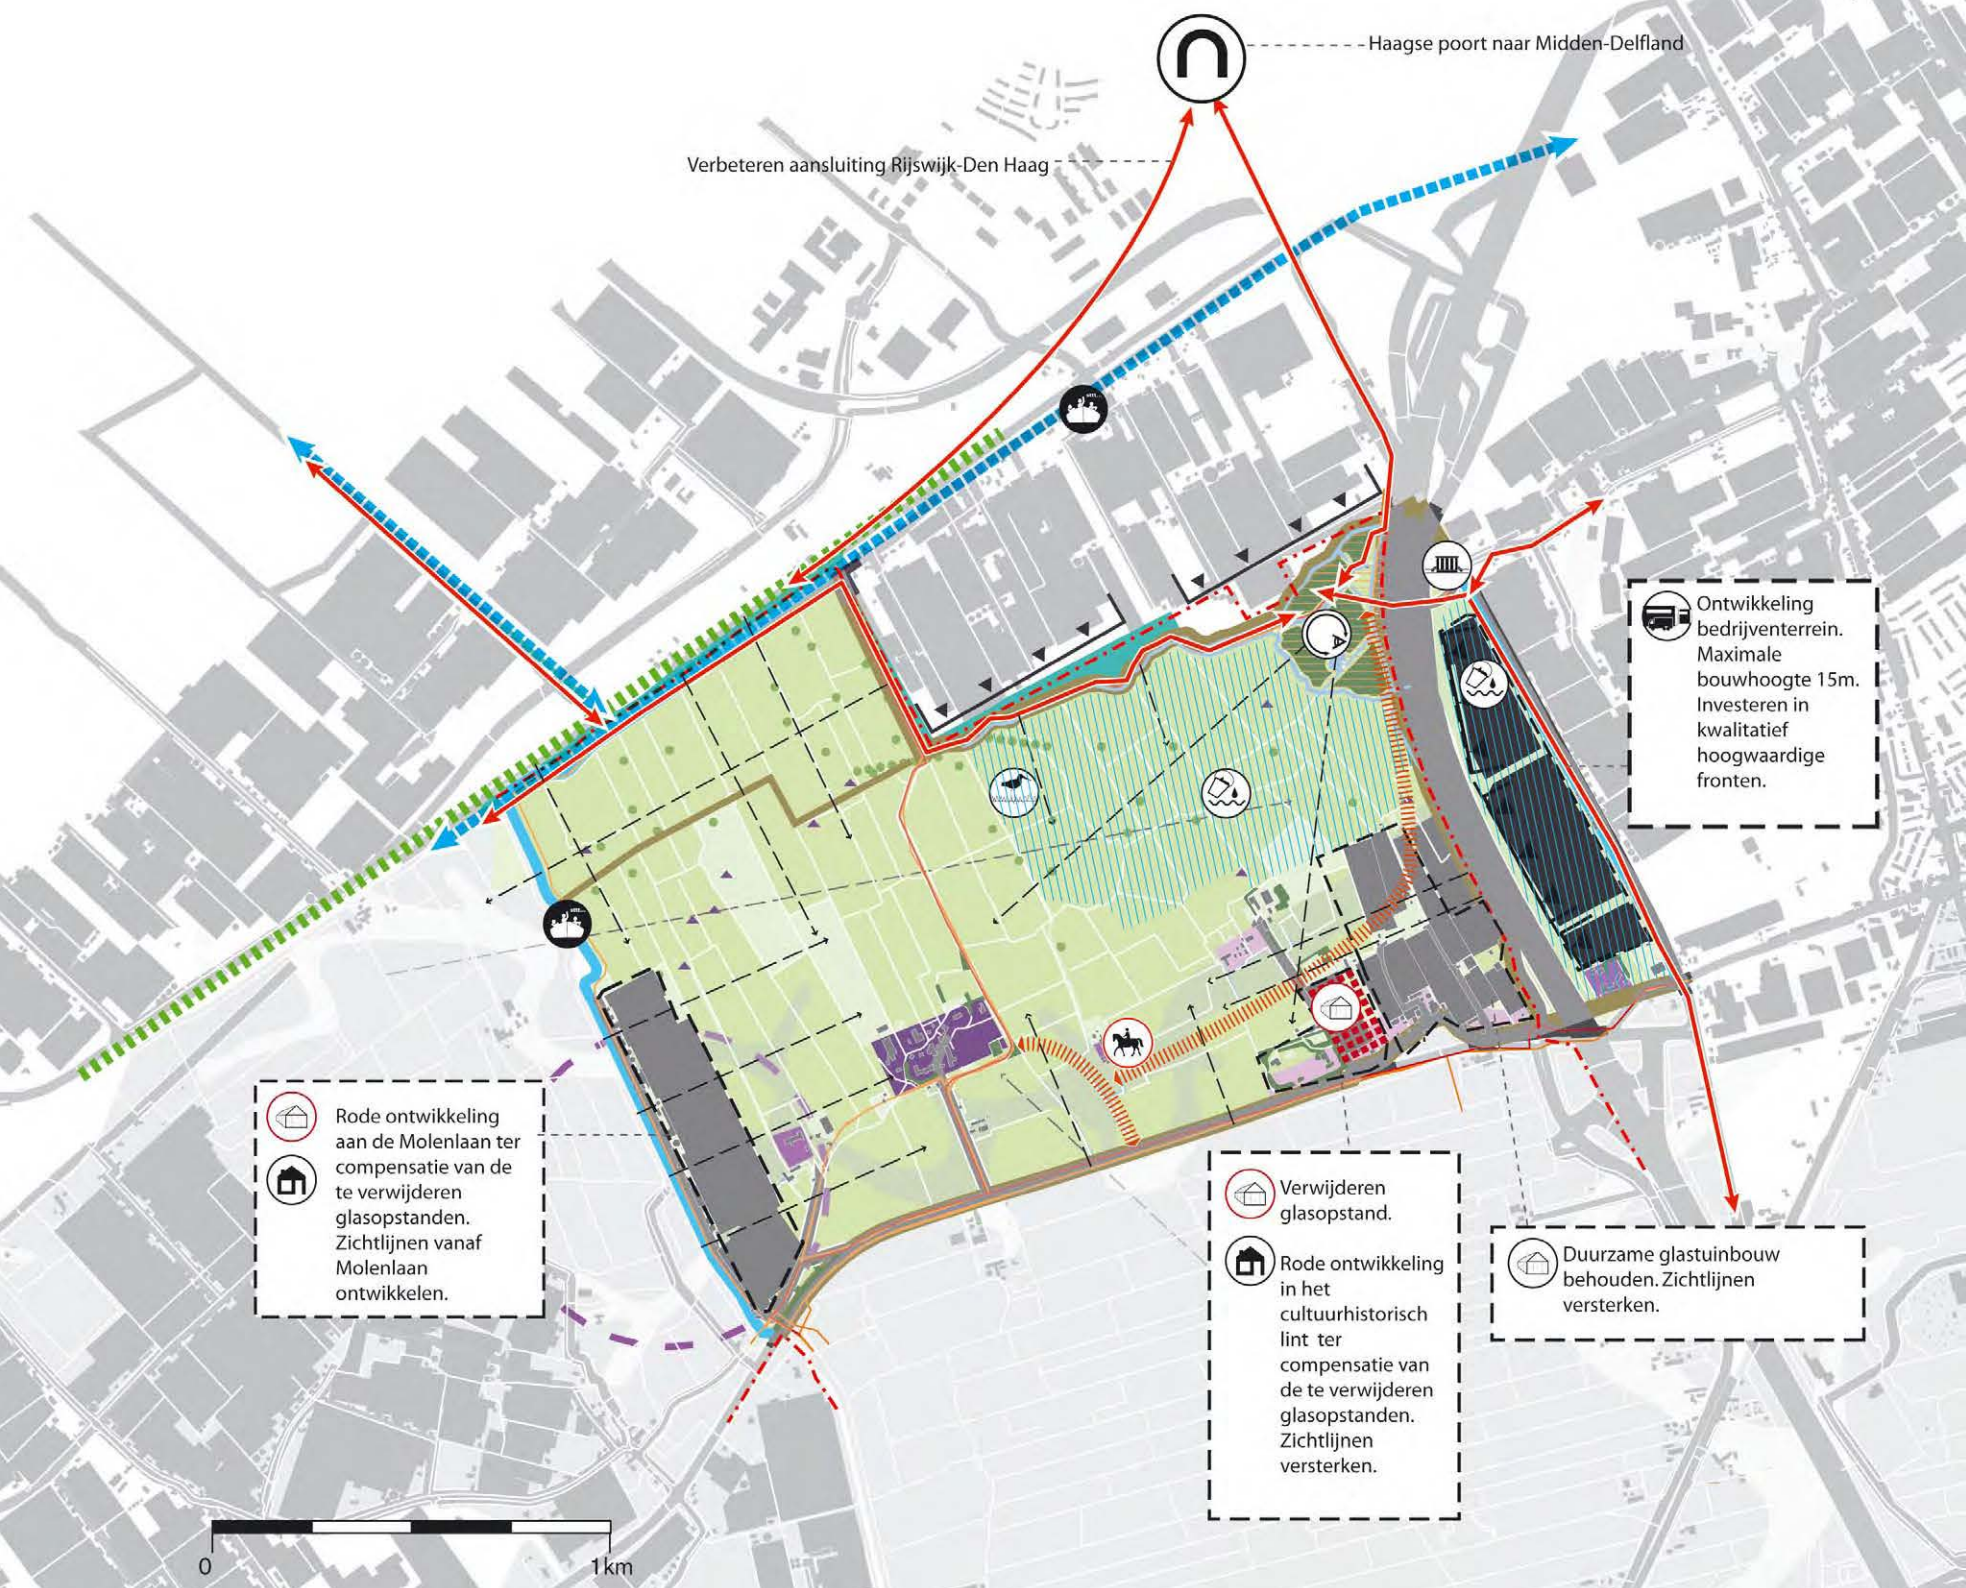 Haagse poort naar Midden-Delfland
Verbeteren aansluiting Rijswijk-Den Haag
Ontwikkeling
bedrijventerrein.
Maximale
bouwhoogte 15m.
Investeren in
kwalitatief
hoogwaardige
fronten.
Rode ontwikkeling
aan de Molenlaan ter
compensatie van de
te verwijderen
glasopstanden.
Zichtlijnen vanaf
Molenlaan
ontwikkelen.
Verwijderen
glasopstand.
Rode ontwikkeling
in het
cultuurhistorisch
lint ter
compensatie van
de te verwijderen
glasopstanden.
Zichtlijnen
versterken.
Duurzame glastuinbouw
behouden. Zichtlijnen
versterken.
0
1km